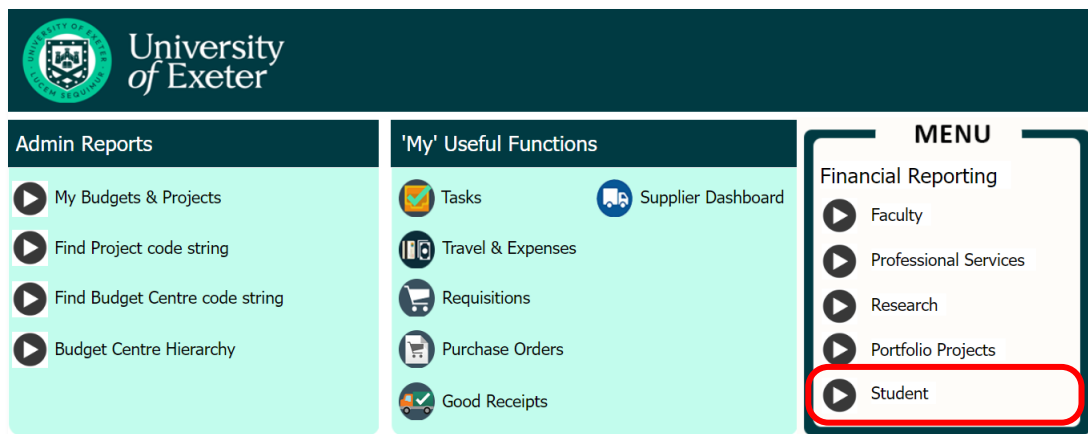 UNIVERSITY OF EXETER
LUCEM SEQUIMUR
University
of Exeter
Admin Reports
My Budgets & Projects
Find Project code string
Find Budget Centre code string
Budget Centre Hierarchy
'My' Useful Functions
Tasks
Supplier Dashboard
Travel & Expenses
Requisitions
Purchase Orders
Good Receipts
MENU
Financial Reporting
Faculty
Professional Services
Research
Portfolio Projects
Student